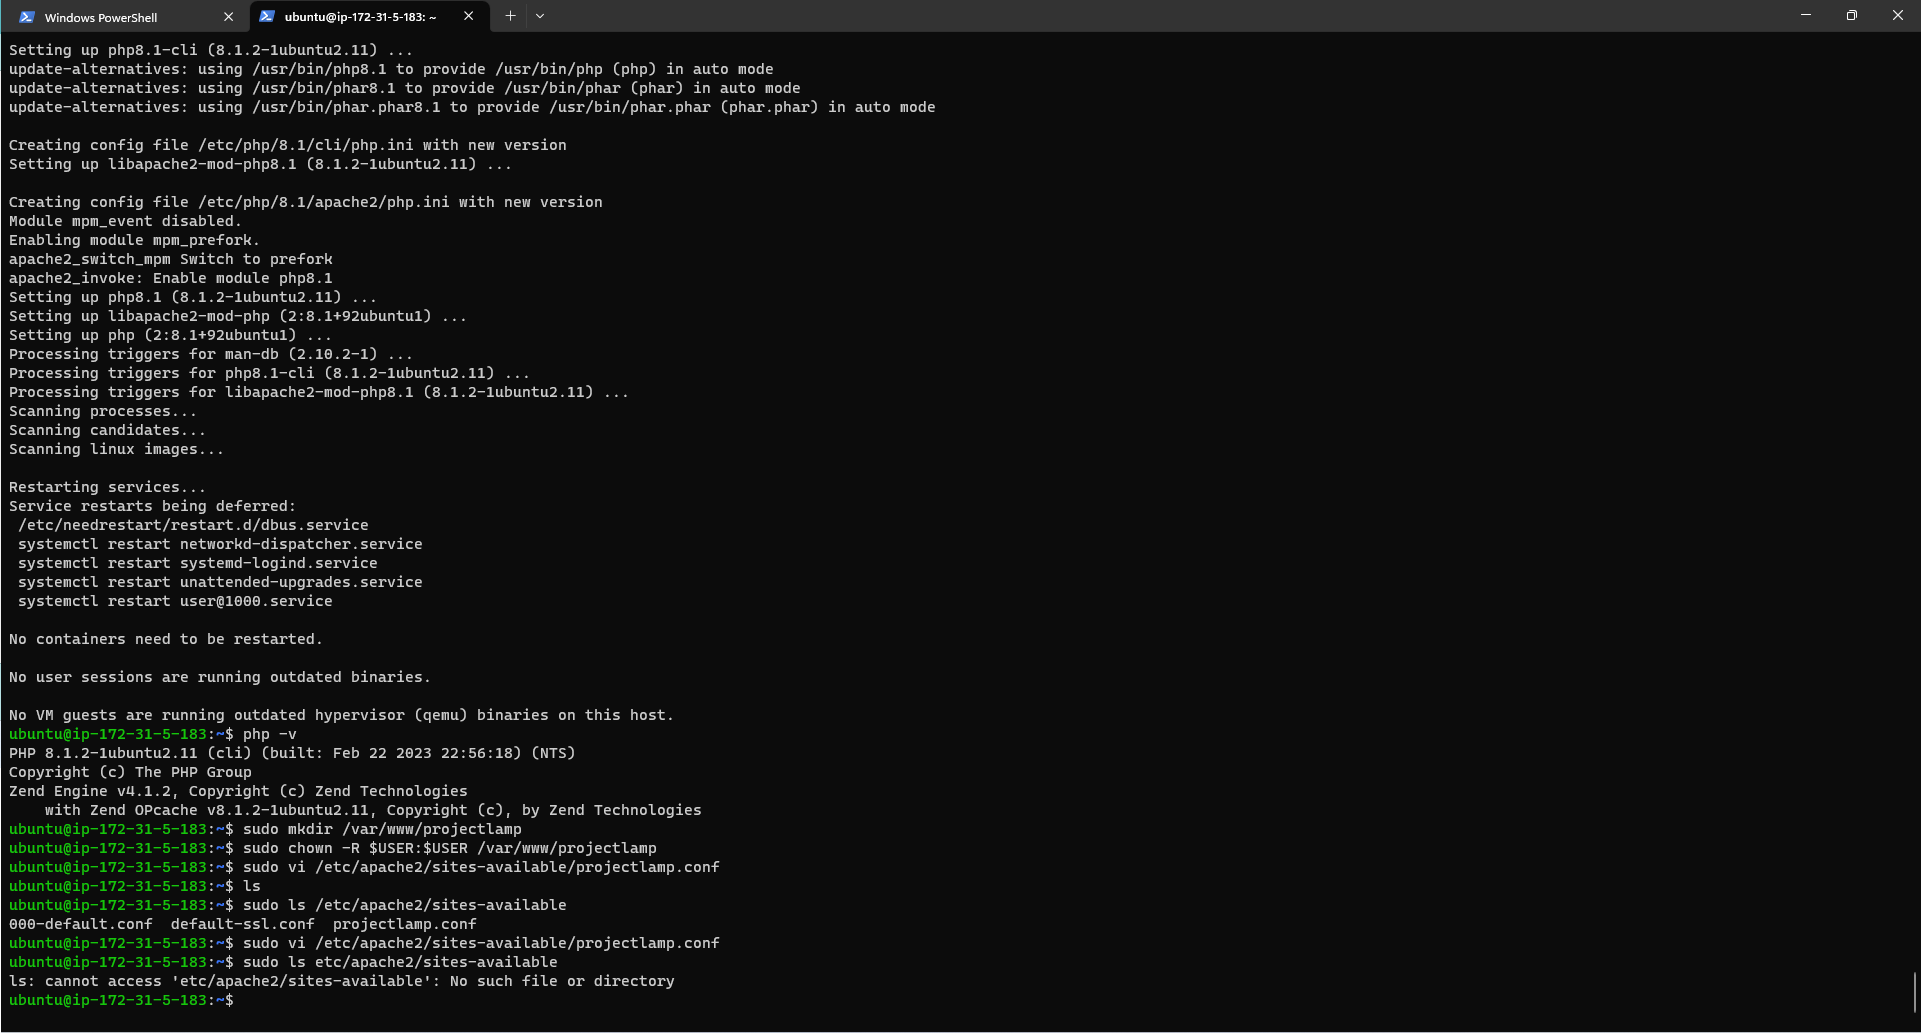 Windows PowerShell
ubuntu@ip-172-31-5-183: ~
Setting up php8.1-cli (8.1.2-1ubuntu2.11) ...
update-alternatives: using /usr/bin/php8.1 to provide /usr/bin/php (php) in auto mode
update-alternatives: using /usr/bin/phar8.1 to provide /usr/bin/phar (phar) in auto mode
update-alternatives: using /usr/bin/phar.phar8.1 to provide /usr/bin/phar.phar (phar.phar) in auto mode
Creating config file /etc/php/8.1/cli/php.ini with new version
Setting up libapache2-mod-php8.1 (8.1.2-1ubuntu2.11) ...
Creating config file /etc/php/8.1/apache2/php.ini with new version
Module mpm_event disabled.
Enabling module mpm_prefork.
apache2_switch_mpm Switch to prefork
apache2_invoke: Enable module php8.1
Setting up php8.1 (8.1.2-1ubuntu2.11) ...
Setting up libapache2-mod-php (2:8.1+92ubuntu1) ...
Setting up php (2:8.1+92ubuntu1) ...
Processing triggers for man-db (2.10.2-1) ...
Processing triggers for php8.1-cli (8.1.2-1ubuntu2.11) ...
Processing triggers for libapache2-mod-php8.1 (8.1.2-1ubuntu2.11) ...
Scanning processes...
Scanning candidates...
Scanning linux images...
Restarting services...
Service restarts being deferred:
 /etc/needrestart/restart.d/dbus.service
 systemctl restart networkd-dispatcher.service
 systemctl restart systemd-logind.service
 systemctl restart unattended-upgrades.service
 systemctl restart user@1000.service
No containers need to be restarted.
No user sessions are running outdated binaries.
No VM guests are running outdated hypervisor (qemu) binaries on this host.
ubuntu@ip-172-31-5-183:~$ php -v
PHP 8.1.2-1ubuntu2.11 (cli) (built: Feb 22 2023 22:56:18) (NTS)
Copyright (c) The PHP Group
Zend Engine v4.1.2, Copyright (c) Zend Technologies
    with Zend OPcache v8.1.2-1ubuntu2.11, Copyright (c), by Zend Technologies
ubuntu@ip-172-31-5-183:~$ sudo mkdir /var/www/projectlamp
ubuntu@ip-172-31-5-183:~$ sudo chown -R $USER:$USER /var/www/projectlamp
ubuntu@ip-172-31-5-183:~$ sudo vi /etc/apache2/sites-available/projectlamp.conf
ubuntu@ip-172-31-5-183:~$ ls
ubuntu@ip-172-31-5-183:~$ sudo ls /etc/apache2/sites-available
000-default.conf  default-ssl.conf  projectlamp.conf
ubuntu@ip-172-31-5-183:~$ sudo vi /etc/apache2/sites-available/projectlamp.conf
ubuntu@ip-172-31-5-183:~$ sudo ls etc/apache2/sites-available
ls: cannot access 'etc/apache2/sites-available': No such file or directory
ubuntu@ip-172-31-5-183:~$